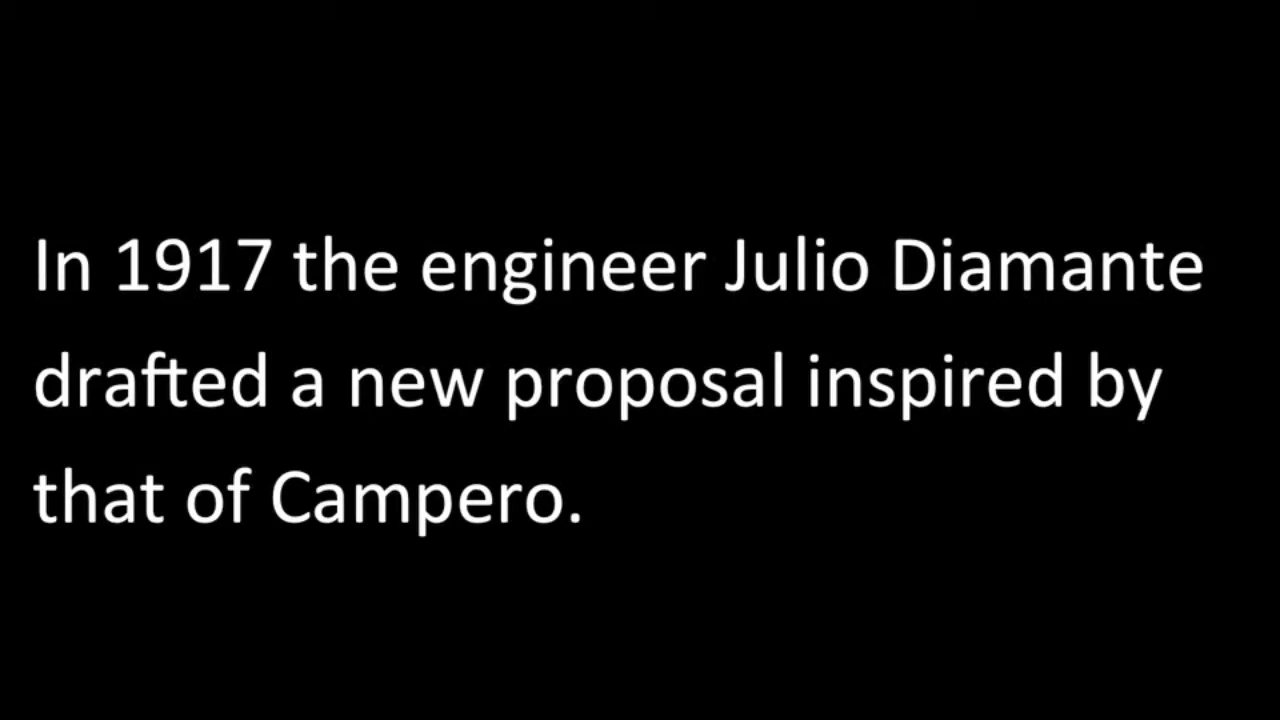 In 1917 the engineer Julio Diamante
drafted a new proposal inspired by
that of Campero.